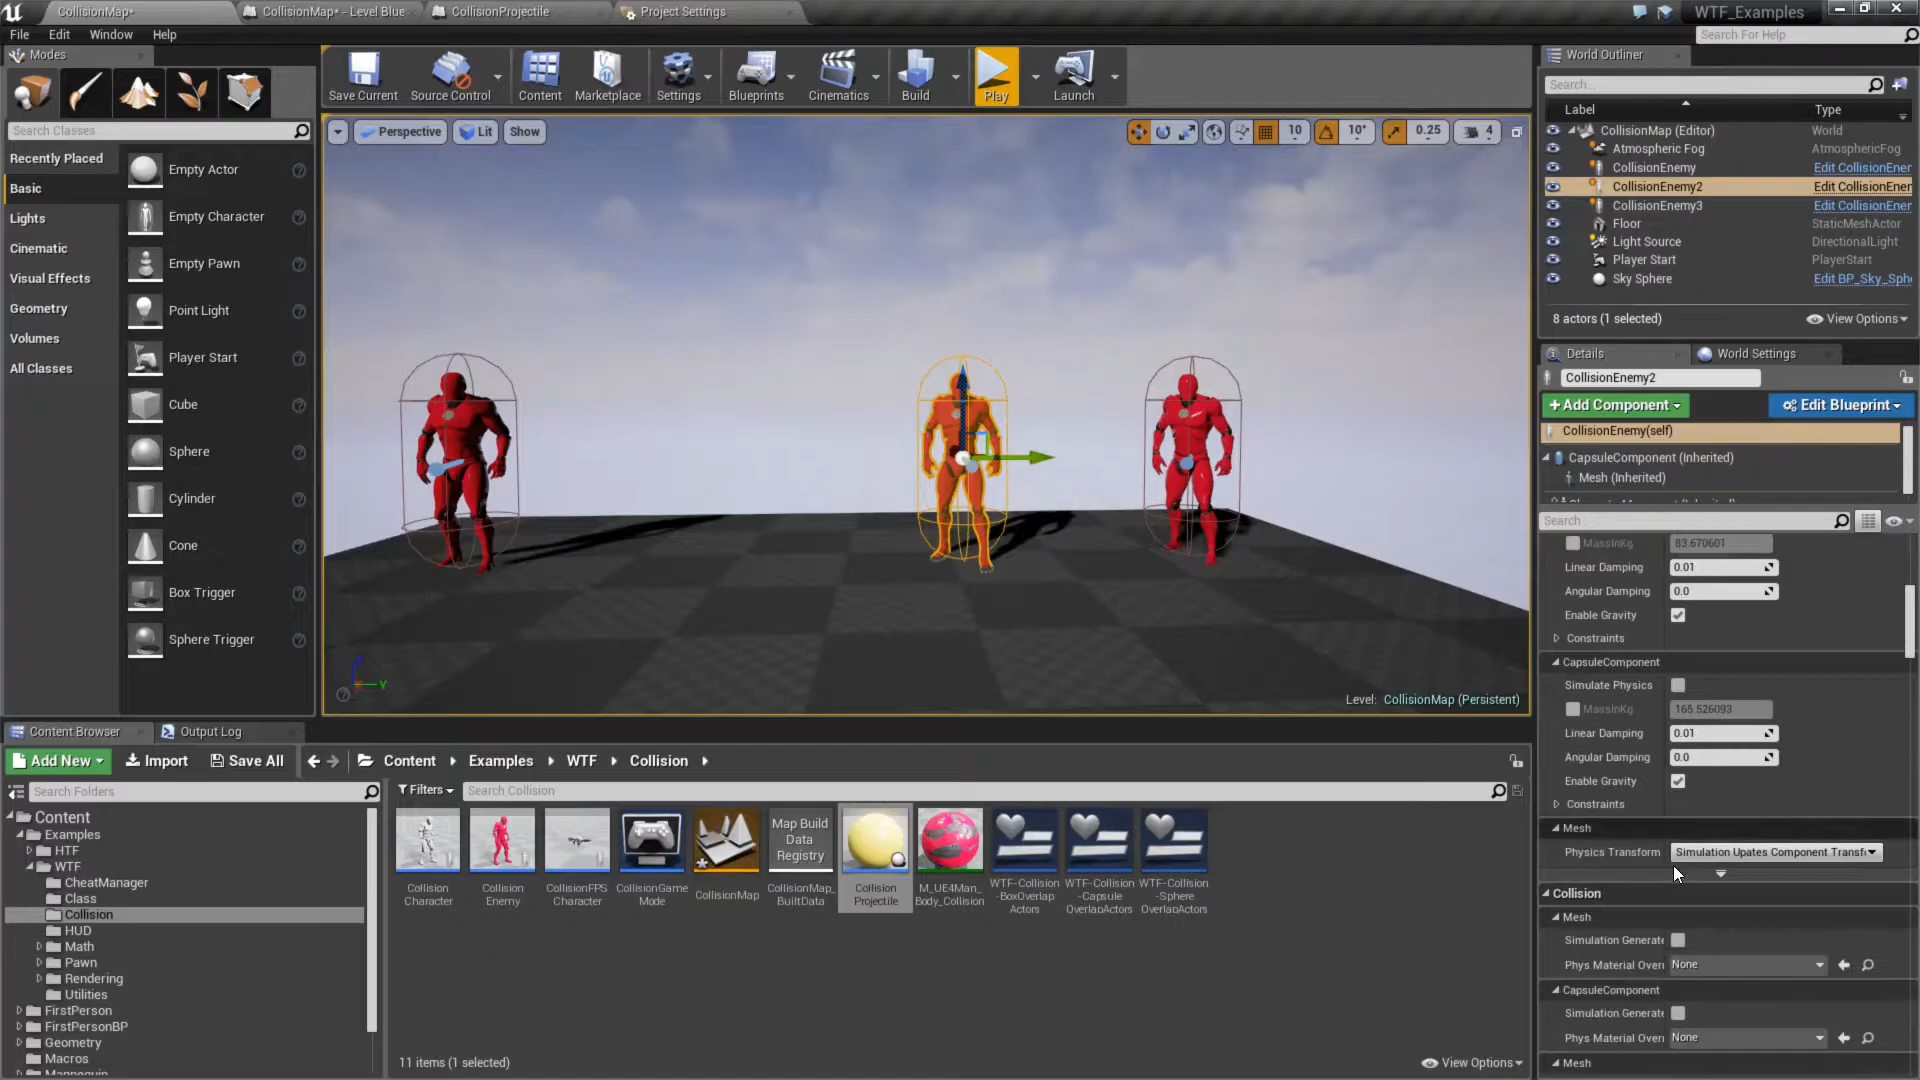 CollisionMap*
CollisionMap* - Level Blue
CollisionProjectile
Project Settings
WTF_Examples
File Edit Window Help
Search For Help
Modes
Search Classes
Recently Placed
Basic
Lights
Cinematic
Visual Effects
Geometry
Volumes
All Classes
Empty Actor
Empty Character
Empty Pawn
Point Light
Player Start
Cube
Sphere
Cylinder
Cone
Box Trigger
Sphere Trigger
Save Current
Source Control
Content
Marketplace
Settings
Blueprints
Cinematics
Build
Play
Launch
Perspective
Lit
Show
10
10°
0.25
4
Z
X
Y
Level: CollisionMap (Persistent)
World Outliner
Search...
Label Type
CollisionMap (Editor) World
Atmospheric Fog AtmosphericFog
CollisionEnemy Edit CollisionEner
CollisionEnemy2 Edit CollisionEner
CollisionEnemy3 Edit CollisionEner
Floor StaticMeshActor
Light Source DirectionalLight
Player Start PlayerStart
Sky Sphere Edit BP_Sky_Sph
8 actors (1 selected)
View Options
Details
World Settings
CollisionEnemy2
+Add Component
Edit Blueprint
CollisionEnemy(self)
CapsuleComponent (Inherited)
Mesh (Inherited)
Search
MassInKg 83.670601
Linear Damping 0.01
Angular Damping 0.0
Enable Gravity
Constraints
CapsuleComponent
Simulate Physics
MassInKg 165.526093
Linear Damping 0.01
Angular Damping 0.0
Enable Gravity
Constraints
Mesh
Physics Transform Simulation Upates Component Transf
Collision
Mesh
Simulation Generate
Phys Material Overr None
CapsuleComponent
Simulation Generate
Phys Material Overr None
Mesh
Content Browser
Output Log
Add New
Import
Save All
Content
Examples
WTF
Collision
Search Folders
Filters
Search Collision
Content
Examples
HTF
WTF
CheatManager
Class
Collision
HUD
Math
Pawn
Rendering
Utilities
FirstPerson
FirstPersonBP
Geometry
Macros
Mannequin
Collision
Character
Collision
Enemy
CollisionFPS
Character
CollisionGame
Mode
CollisionMap
Map Build
Data
Registry
CollisionMap_
BuiltData
Collision
Projectile
M_UE4Man_
Body_Collision
WTF-Collision
-BoxOverlap
Actors
WTF-Collision
-Capsule
OverlapActors
WTF-Collision
-Sphere
OverlapActors
11 items (1 selected)
View Options